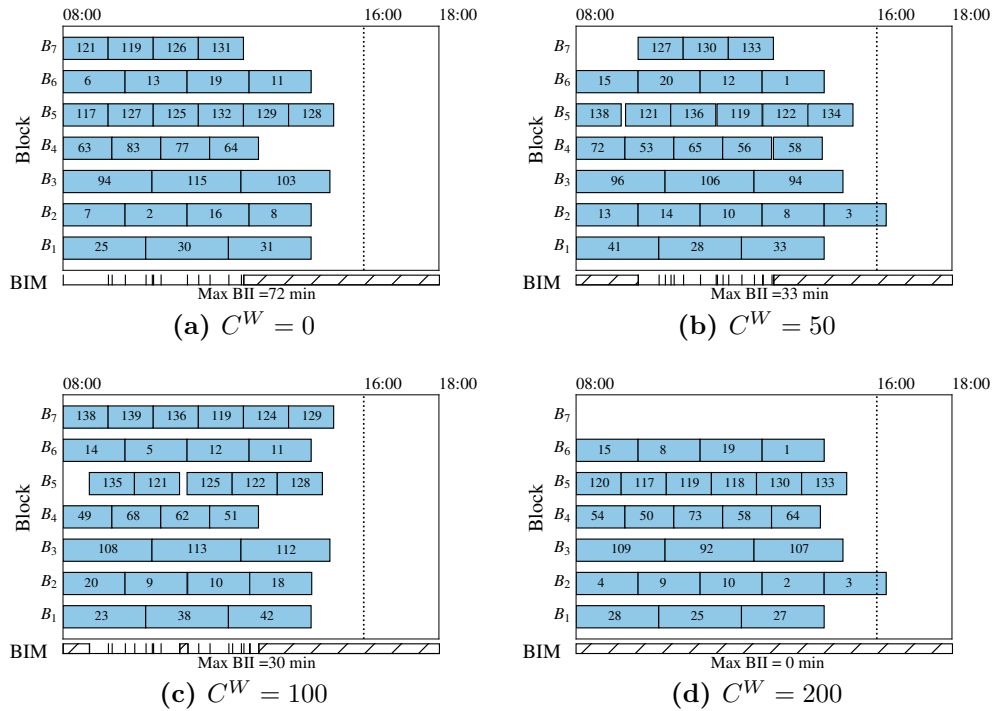 08:00 16:00 18:00
B7 121 119 126 131
B6 6 13 19 11
B5 117 127 125 132 129 128
B4 63 83 77 64
B3 94 115 103
B2 7 2 16 8
B1 25 30 31
Block
BIM
Max BII =72 min
(a) C^W = 0
08:00 16:00 18:00
B7 127 130 133
B6 15 20 12 1
B5 138 121 136 119 122 134
B4 72 53 65 56 58
B3 96 106 94
B2 13 14 10 8 3
B1 41 28 33
Block
BIM
Max BII=33 min
(b) C^W = 50
08:00 16:00 18:00
B7 138 139 136 119 124 129
B6 14 5 12 11
B5 135 121 125 122 128
B4 49 68 62 51
B3 108 113 112
B2 20 9 10 18
B1 23 38 42
Block
BIM
Max BII=30 min
(c) C^W = 100
08:00 16:00 18:00
B7
B6 15 8 19 1
B5 120 117 119 118 130 133
B4 54 50 73 58 64
B3 109 92 107
B2 4 9 10 2 3
B1 28 25 27
Block
BIM
Max BII = 0 min
(d) C^W = 200